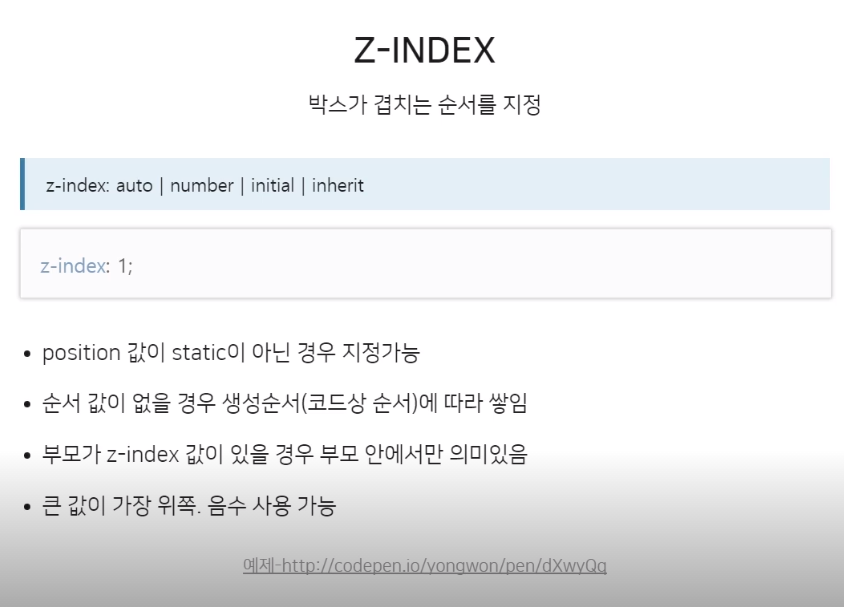 Z-INDEX
박스가 겹치는 순서를 지정
z-index: auto | number | initial | inherit
z-index: 1;
• position 값이 static이 아닌 경우 지정가능
• 순서 값이 없을 경우 생성순서(코드상 순서)에 따라 쌓임
• 부모가 z-index 값이 있을 경우 부모 안에서만 의미있음
• 큰 값이 가장 위쪽. 음수 사용 가능
예제-http://codepen.io/yongwon/pen/dXwyQq